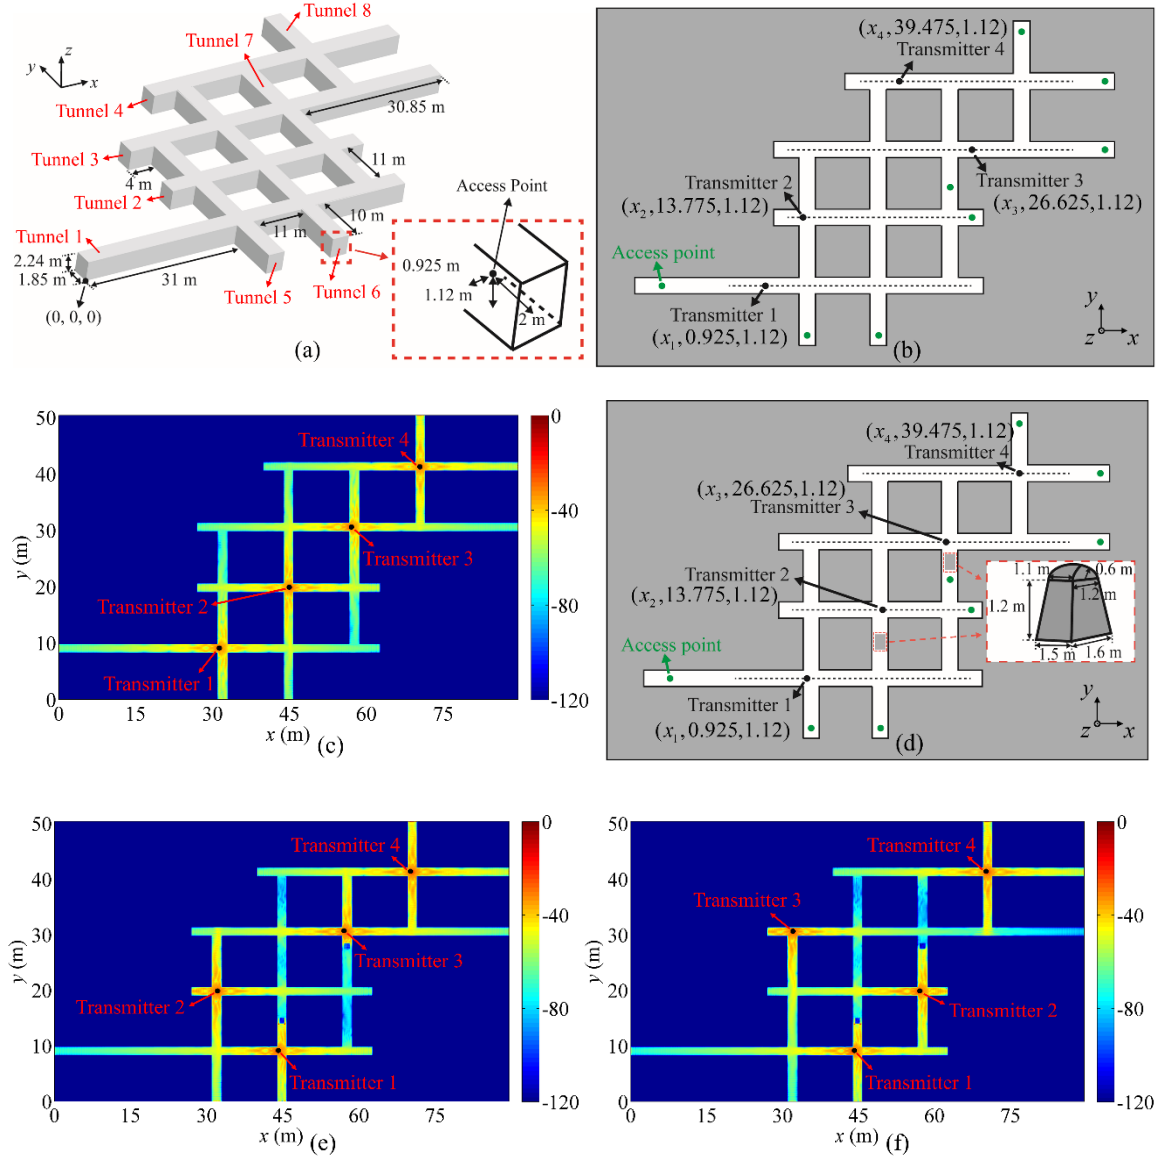 Tunnel 8
Tunnel 7
z
y
x
Tunnel 4
30.85 m
Tunnel 3
4 m
11 m
Tunnel 2
Access Point
10 m
11 m
Tunnel 1
2.24 m
1.85 m
31 m
Tunnel 5
Tunnel 6
(0, 0, 0)
0.925 m
1.12 m
2 m
(a)
(x4, 39.475,1.12)
Transmitter 4
Transmitter 2
(x2, 13.775,1.12)
Transmitter 3
(x3, 26.625,1.12)
Access point
Transmitter 1
(x1, 0.925,1.12)
y
z
x
(b)
50
40
30
20
10
0
y (m)
0
15
30
45
60
75
x (m)
Transmitter 4
Transmitter 3
Transmitter 2
Transmitter 1
0
-40
-80
-120
(c)
(x4, 39.475,1.12)
Transmitter 4
(x3, 26.625,1.12)
Transmitter 3
Transmitter 2
(x2, 13.775,1.12)
1.1 m
0.6 m
1.2 m
1.2 m
1.5 m
1.6 m
Access point
Transmitter 1
(x1, 0.925,1.12)
y
z
x
(d)
50
40
30
20
10
0
y (m)
0
15
30
45
60
75
x (m)
Transmitter 4
Transmitter 3
Transmitter 2
Transmitter 1
0
-40
-80
-120
(e)
50
40
30
20
10
0
y (m)
0
15
30
45
60
75
x (m)
Transmitter 4
Transmitter 3
Transmitter 2
Transmitter 1
0
-40
-80
-120
(f)